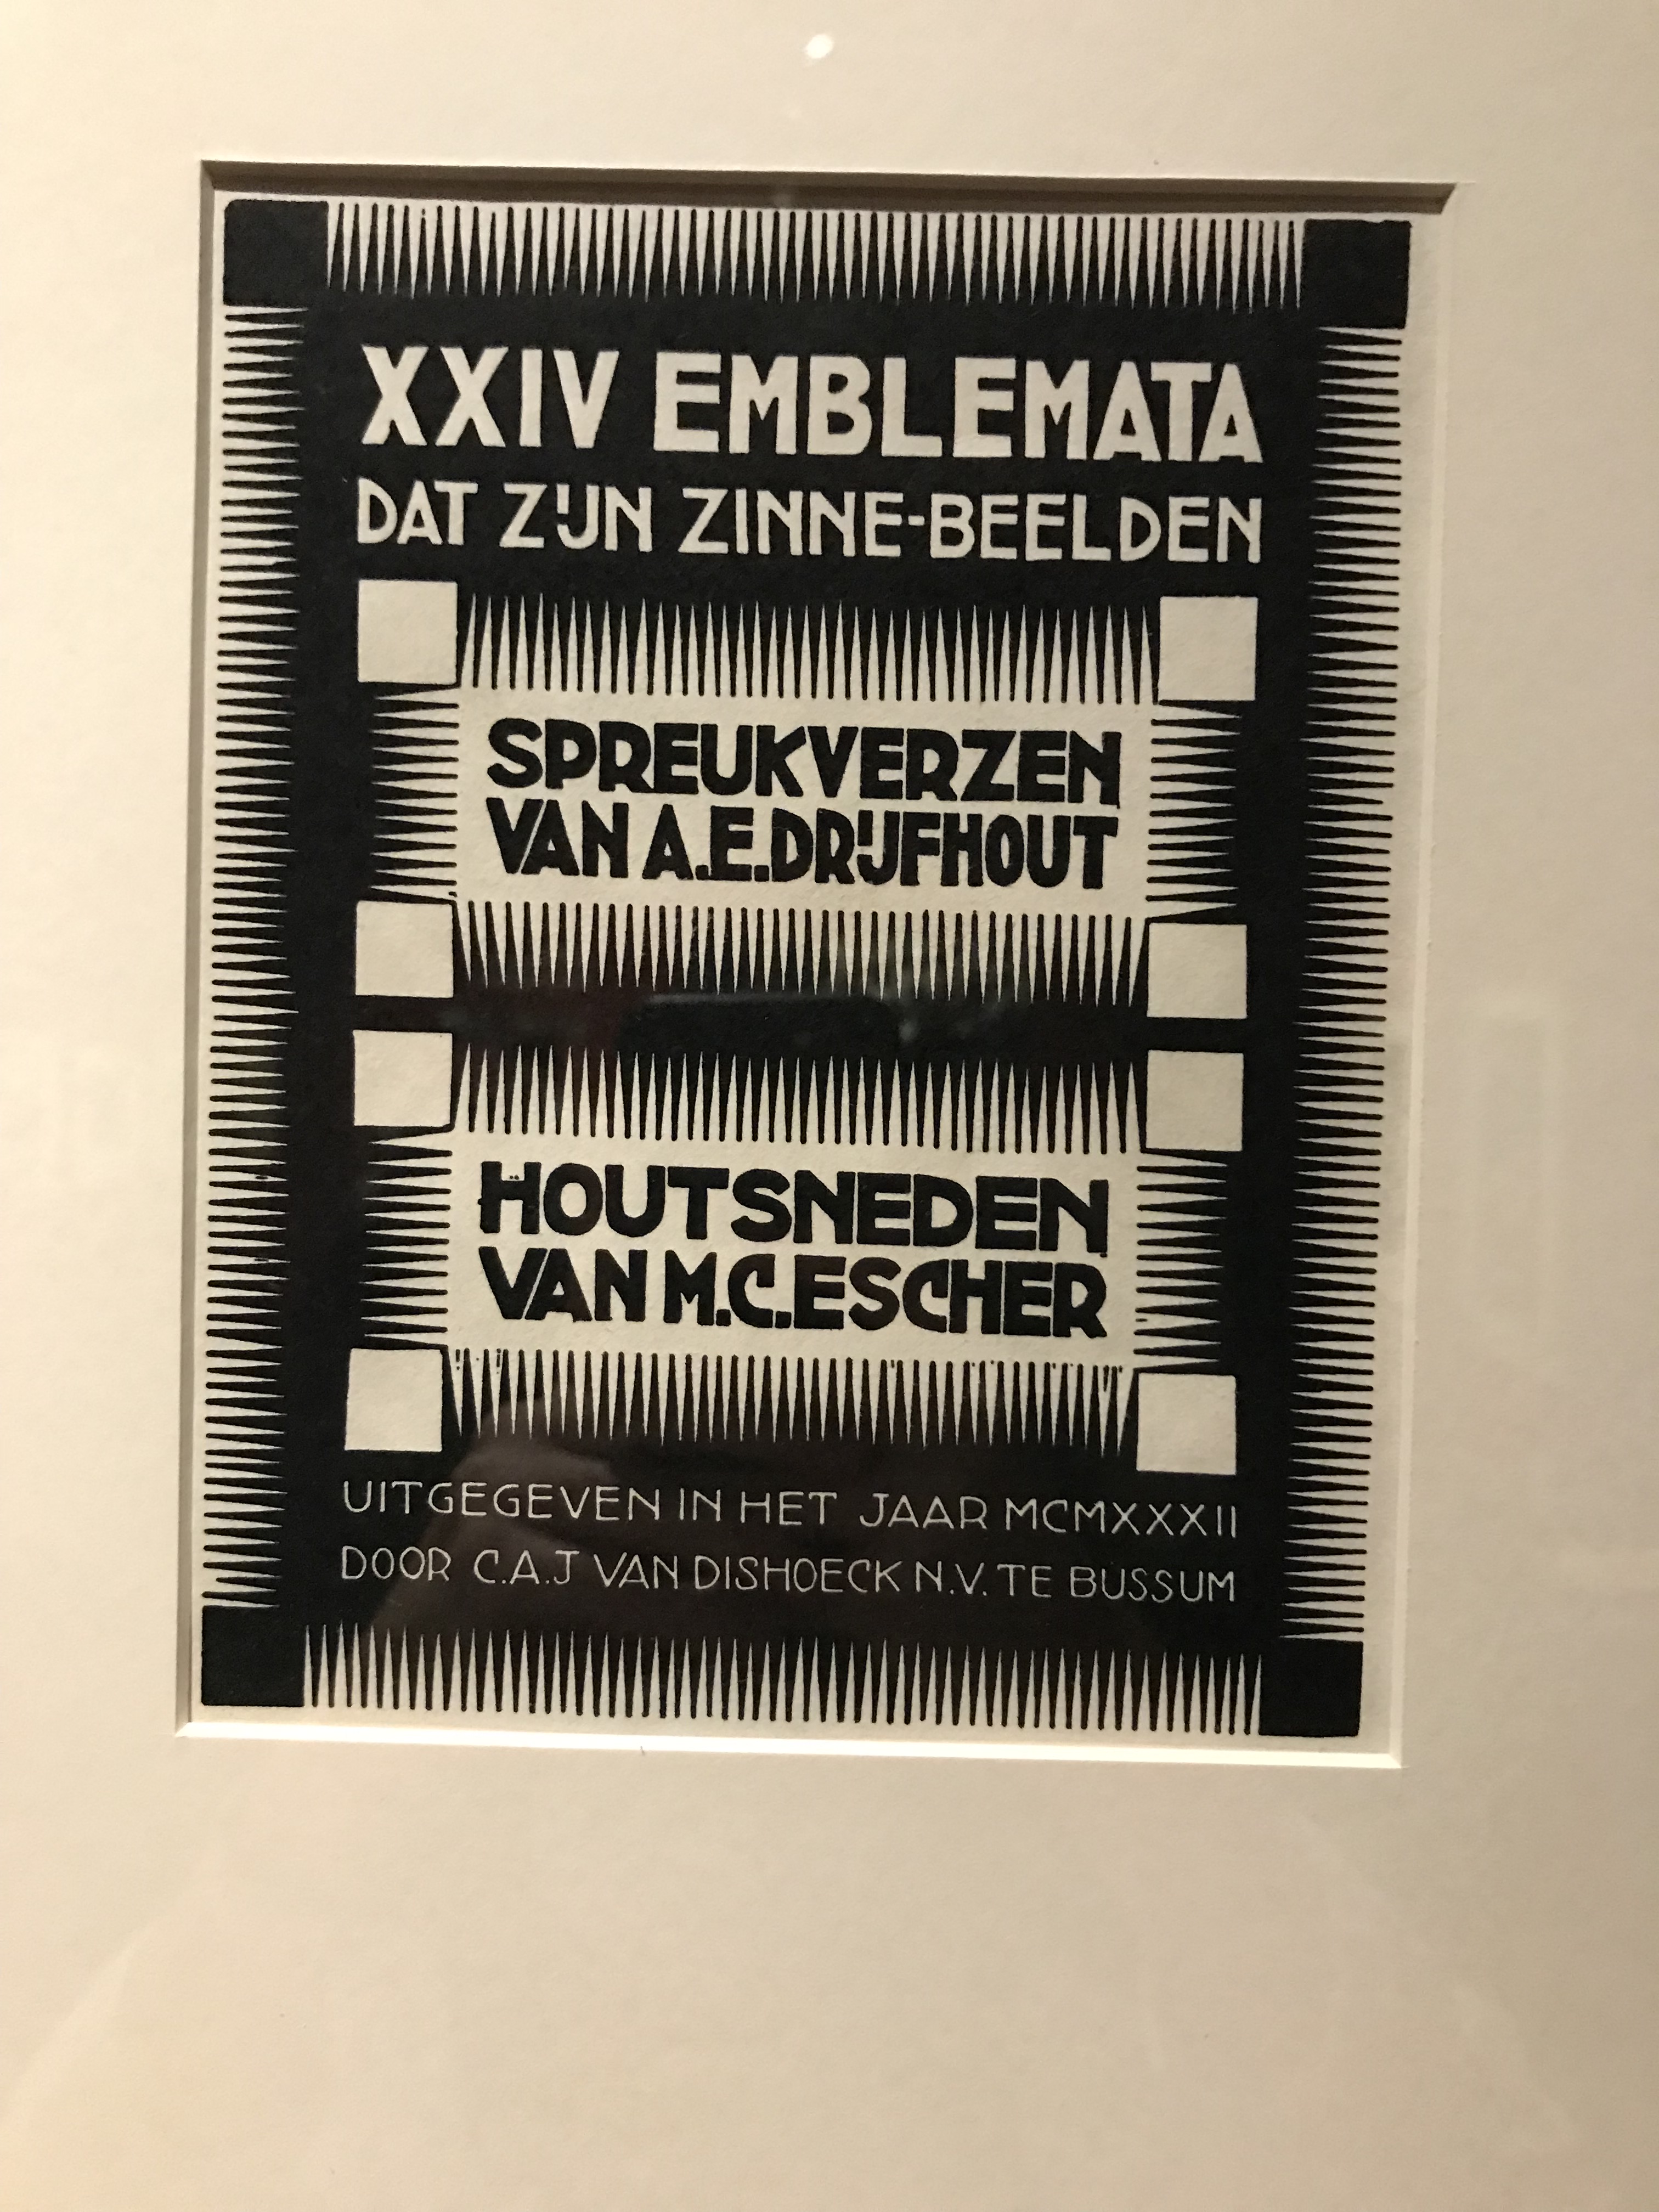 XXIV EMBLEMATA
DAT ZIJN ZINNE-BEELDEN
SPREUKVERZEN
VAN A.E.DRIJFHOUT
HOUTSNEDEN
VAN M.C.ESCHER
UITGEGEVEN IN HET JAAR MCMXXXII
DOOR C.A.J VAN DISHOECK N.V. TE BUSSUM